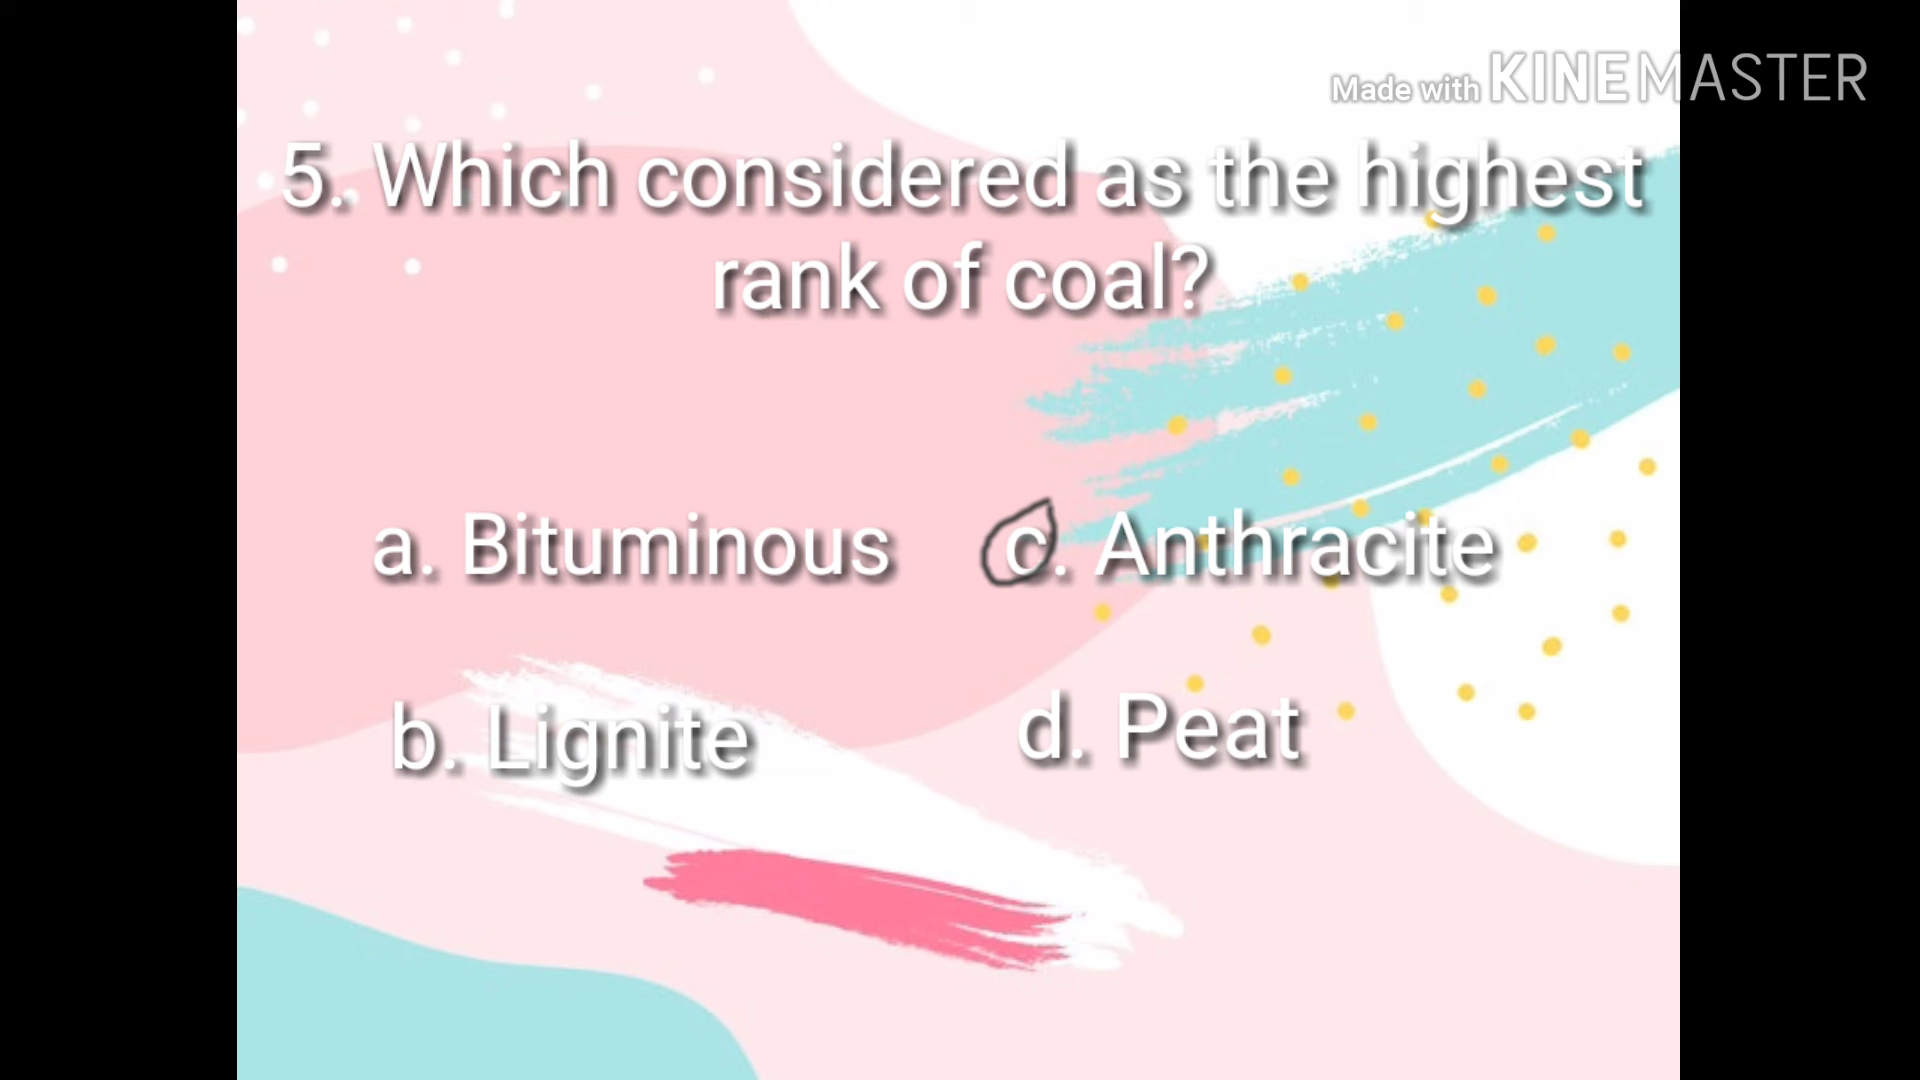 Made with KINEMASTER
5. Which considered as the highest
rank of coal?
a. Bituminous
c. Anthracite
b. Lignite
d. Peat